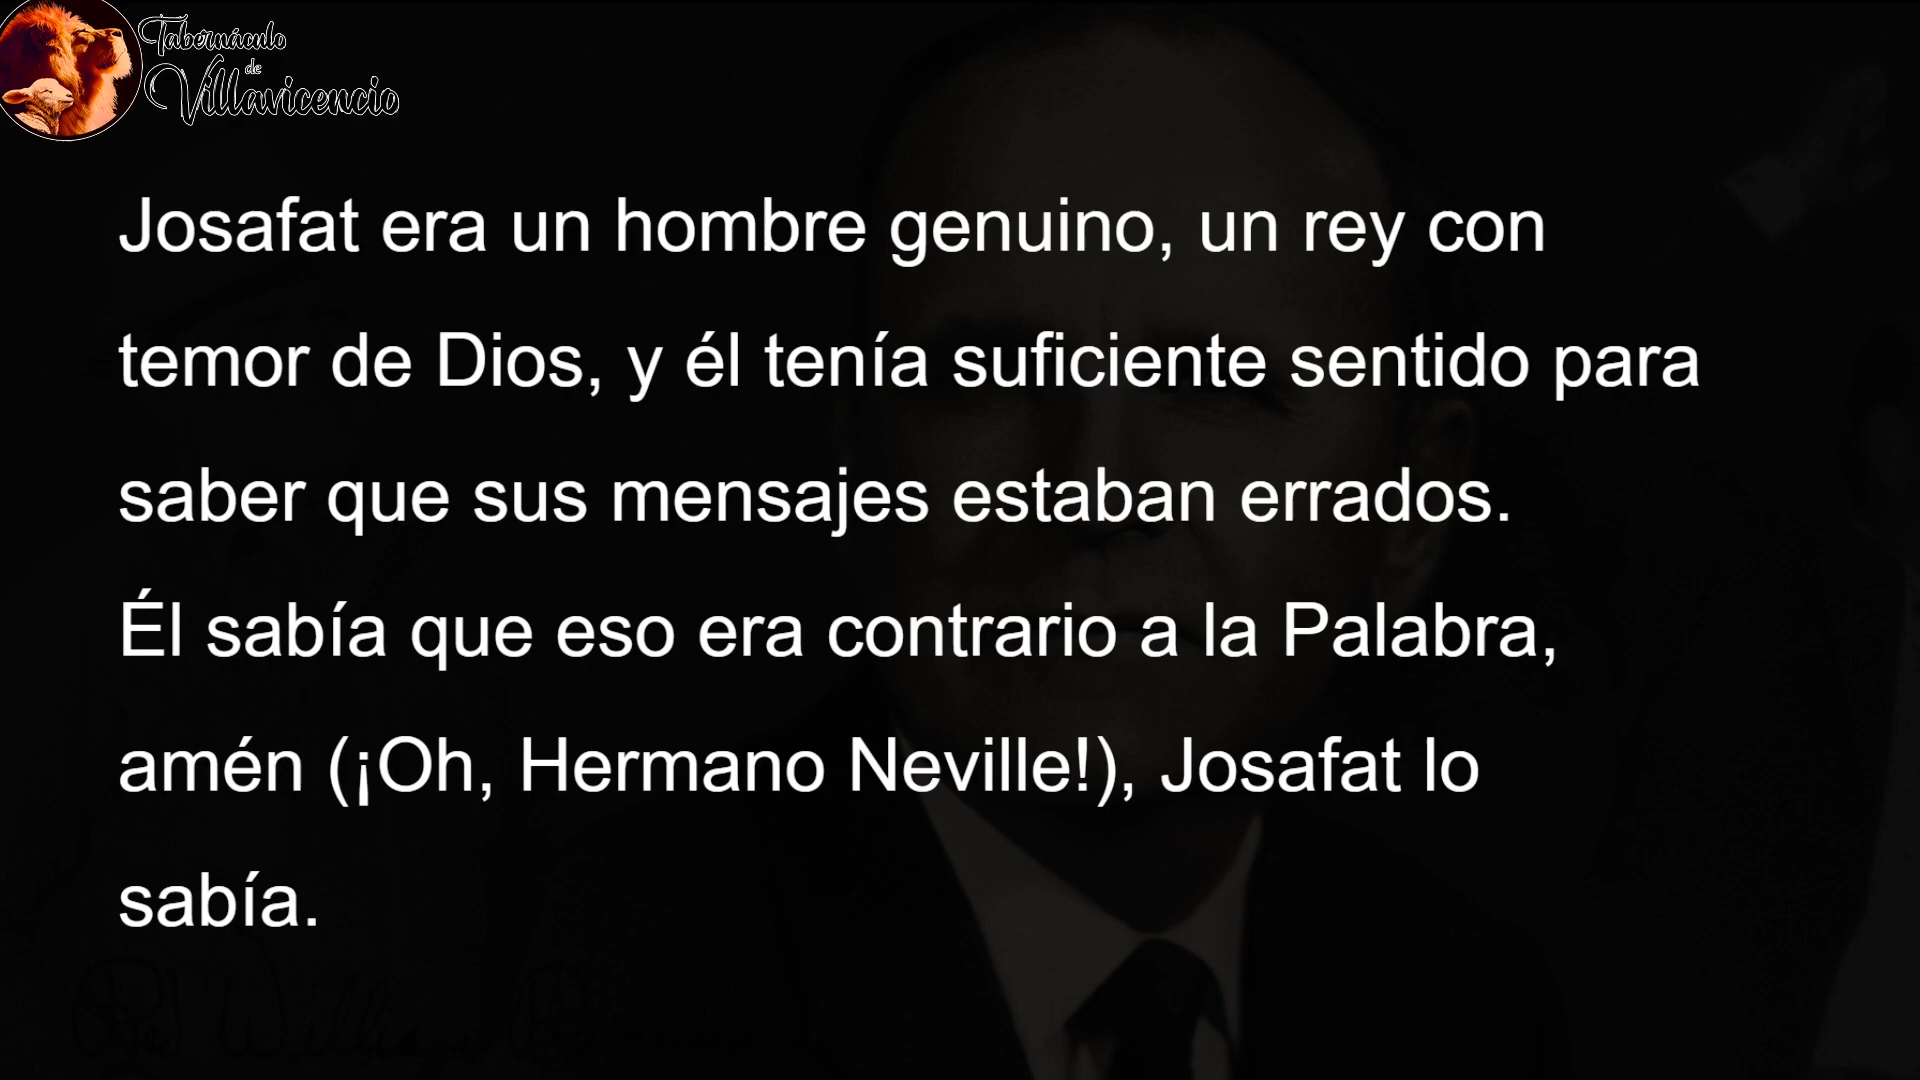 Tabernáculo
de
Villavicencio
Josafat era un hombre genuino, un rey con
temor de Dios, y él tenía suficiente sentido para
saber que sus mensajes estaban errados.
Él sabía que eso era contrario a la Palabra,
amén (¡Oh, Hermano Neville!), Josafat lo
sabía.